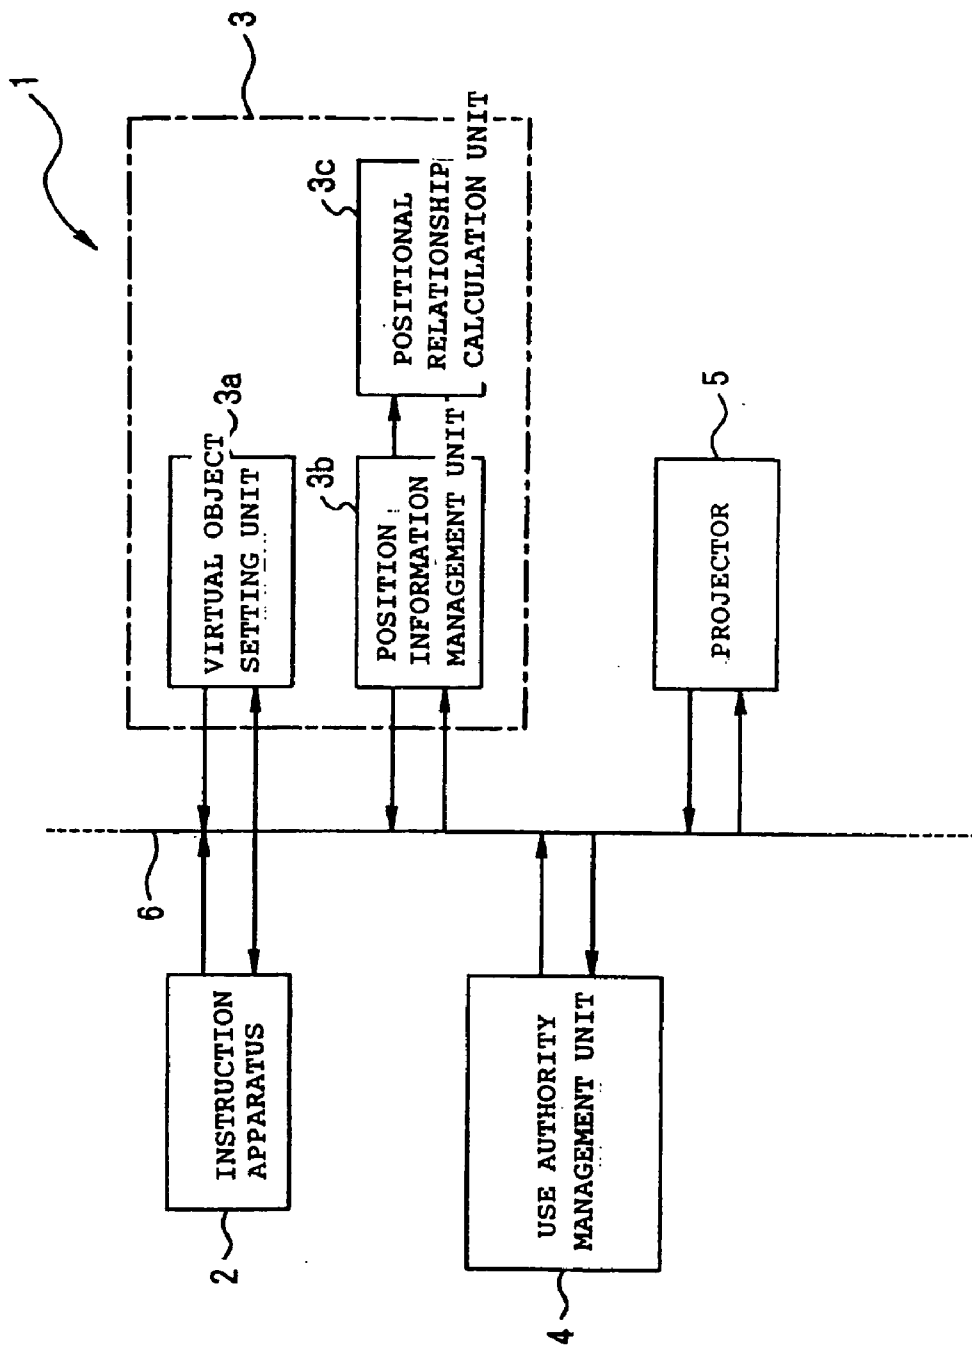 1
3
VIRTUAL OBJECT
SETTING UNIT
3a
POSITION
INFORMATION
MANAGEMENT UNIT
3b
POSITIONAL
RELATIONSHIP
CALCULATION UNIT
3c
6
INSTRUCTION
APPARATUS
2
USE AUTHORITY
MANAGEMENT UNIT
4
PROJECTOR
5